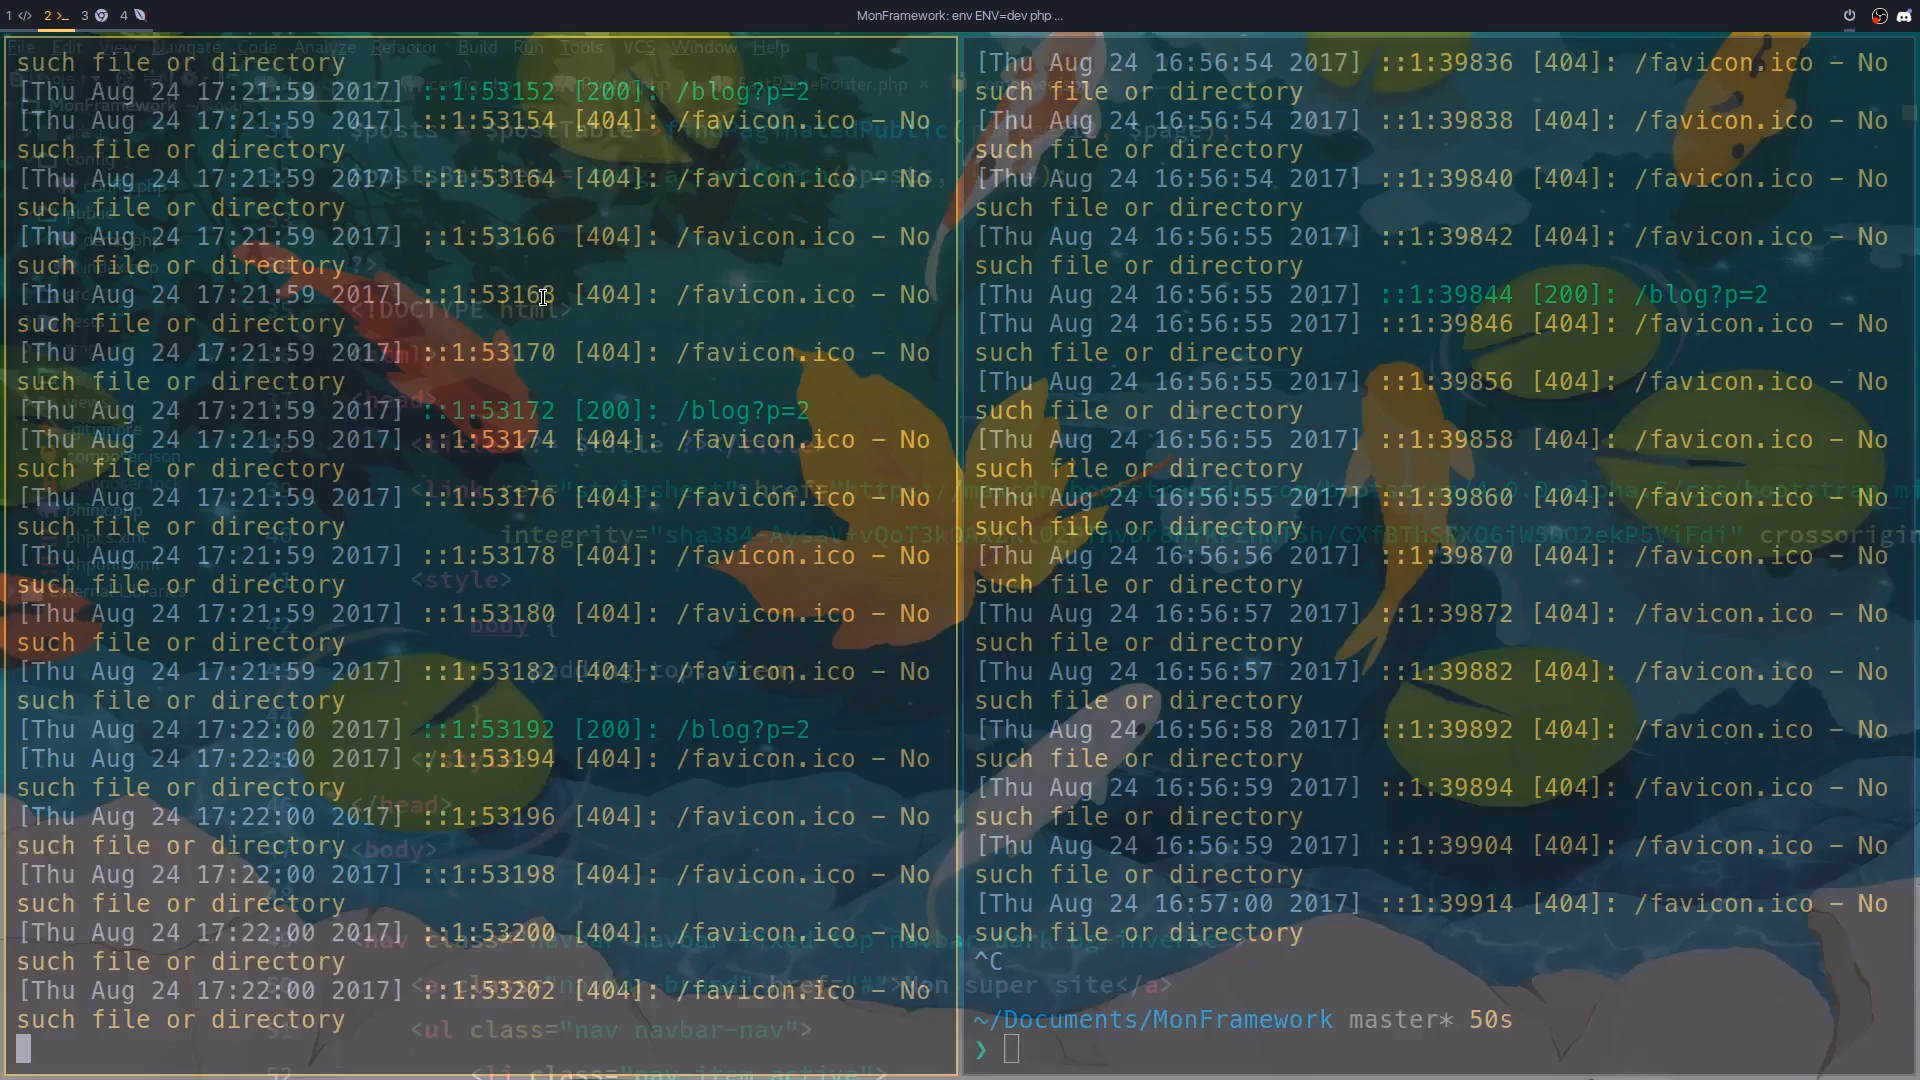 1 2 3 4
MonFramework: env ENV=dev php ...
File Edit View Navigate Code Analyze Refactor Build Run Tools VCS Window Help
such file or directory
[Thu Aug 24 17:21:59 2017] ::1:53152 [200]: /blog?p=2
[Thu Aug 24 17:21:59 2017] ::1:53154 [404]: /favicon.ico - No
such file or directory
[Thu Aug 24 17:21:59 2017] ::1:53164 [404]: /favicon.ico - No
such file or directory
[Thu Aug 24 17:21:59 2017] ::1:53166 [404]: /favicon.ico - No
such file or directory
[Thu Aug 24 17:21:59 2017] [404]: /favicon.ico - No
such file or directory
[Thu Aug 24 17:21:59 2017] ::1:53170 [404]: /favicon.ico - No
such file or directory
[Thu Aug 24 17:21:59 2017] ::1:53172 [200]: /blog?p=2
[Thu Aug 24 17:21:59 2017] ::1:53174 [404]: /favicon.ico - No
such file or directory
[Thu Aug 24 17:21:59 2017] ::1:53176 [404]: /favicon.ico - No
such file or directory
[Thu Aug 24 17:21:59 2017] ::1:53178 [404]: /favicon.ico - No
such file or directory
[Thu Aug 24 17:21:59 2017] ::1:53180 [404]: /favicon.ico - No
such file or directory
[Thu Aug 24 17:21:59 2017] ::1:53182 [404]: /favicon.ico - No
such file or directory
[Thu Aug 24 17:22:00 2017] ::1:53192 [200]: /blog?p=2
[Thu Aug 24 17:22:00 2017] ::1:53194 [404]: /favicon.ico - No
such file or directory
[Thu Aug 24 17:22:00 2017] ::1:53196 [404]: /favicon.ico - No
such file or directory
[Thu Aug 24 17:22:00 2017] ::1:53198 [404]: /favicon.ico - No
such file or directory
[Thu Aug 24 17:22:00 2017] ::1:53200 [404]: /favicon.ico - No
such file or directory
[Thu Aug 24 17:22:00 2017] ::1:53202 [404]: /favicon.ico - No
such file or directory
[Thu Aug 24 16:56:54 2017] ::1:39836 [404]: /favicon.ico - No
such file or directory
[Thu Aug 24 16:56:54 2017] ::1:39838 [404]: /favicon.ico - No
such file or directory
[Thu Aug 24 16:56:54 2017] ::1:39840 [404]: /favicon.ico - No
such file or directory
[Thu Aug 24 16:56:55 2017] ::1:39842 [404]: /favicon.ico - No
such file or directory
[Thu Aug 24 16:56:55 2017] ::1:39844 [200]: /blog?p=2
[Thu Aug 24 16:56:55 2017] ::1:39846 [404]: /favicon.ico - No
such file or directory
[Thu Aug 24 16:56:55 2017] ::1:39856 [404]: /favicon.ico - No
such file or directory
[Thu Aug 24 16:56:55 2017] ::1:39858 [404]: /favicon.ico - No
such file or directory
[Thu Aug 24 16:56:55 2017] ::1:39860 [404]: /favicon.ico - No
such file or directory
[Thu Aug 24 16:56:56 2017] ::1:39870 [404]: /favicon.ico - No
such file or directory
[Thu Aug 24 16:56:57 2017] ::1:39872 [404]: /favicon.ico - No
such file or directory
[Thu Aug 24 16:56:57 2017] ::1:39882 [404]: /favicon.ico - No
such file or directory
[Thu Aug 24 16:56:58 2017] ::1:39892 [404]: /favicon.ico - No
such file or directory
[Thu Aug 24 16:56:59 2017] ::1:39894 [404]: /favicon.ico - No
such file or directory
[Thu Aug 24 16:56:59 2017] ::1:39904 [404]: /favicon.ico - No
such file or directory
[Thu Aug 24 16:57:00 2017] ::1:39914 [404]: /favicon.ico - No
such file or directory
^C
~/Documents/MonFramework master* 50s
❯
<!DOCTYPE html>
<style>
body {
</head>
<body>
super site</a>
<ul class="nav navbar-nav">